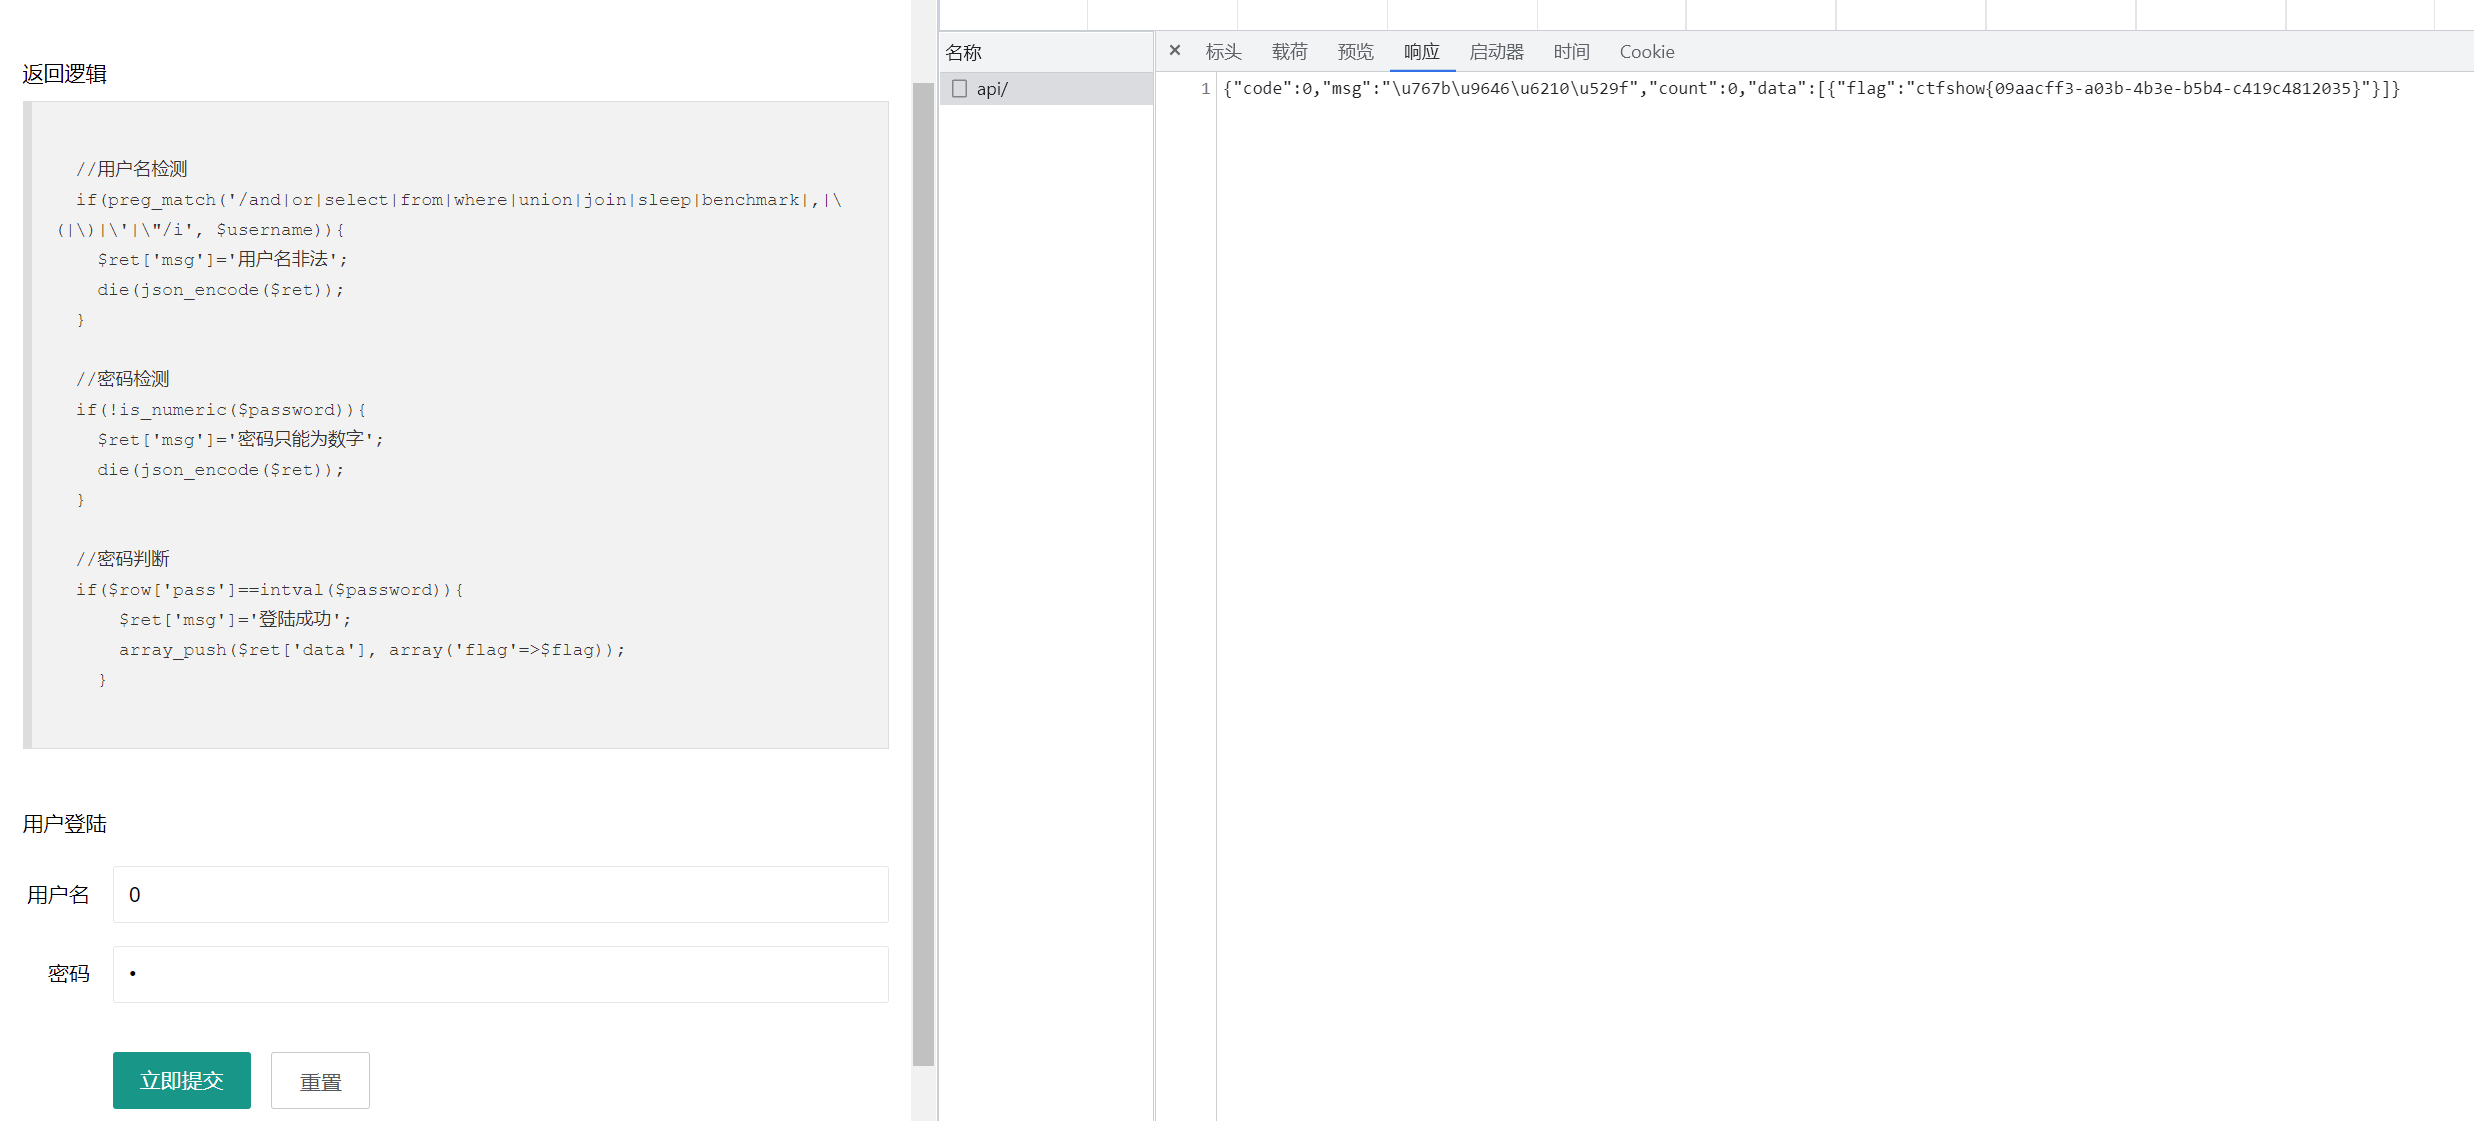 返回逻辑
//用户名检测
if(preg_match('/and|or|select|from|where|union|join|sleep|benchmark|,|\
(|\)|\'|\"/i', $username)){
$ret['msg']='用户名非法';
die(json_encode($ret));
}
//密码检测
if(!is_numeric($password)){
$ret['msg']='密码只能为数字';
die(json_encode($ret));
}
//密码判断
if($row['pass']==intval($password)){
$ret['msg']='登陆成功';
array_push($ret['data'], array('flag'=>$flag));
}
用户登陆
用户名 0
密码 •
立即提交 重置
名称
api/
× 标头 载荷 预览 响应 启动器 时间 Cookie
1 {"code":0,"msg":"\u767b\u9646\u6210\u529f","count":0,"data":[{"flag":"ctfshow{09aacff3-a03b-4b3e-b5b4-c419c4812035}"}]}